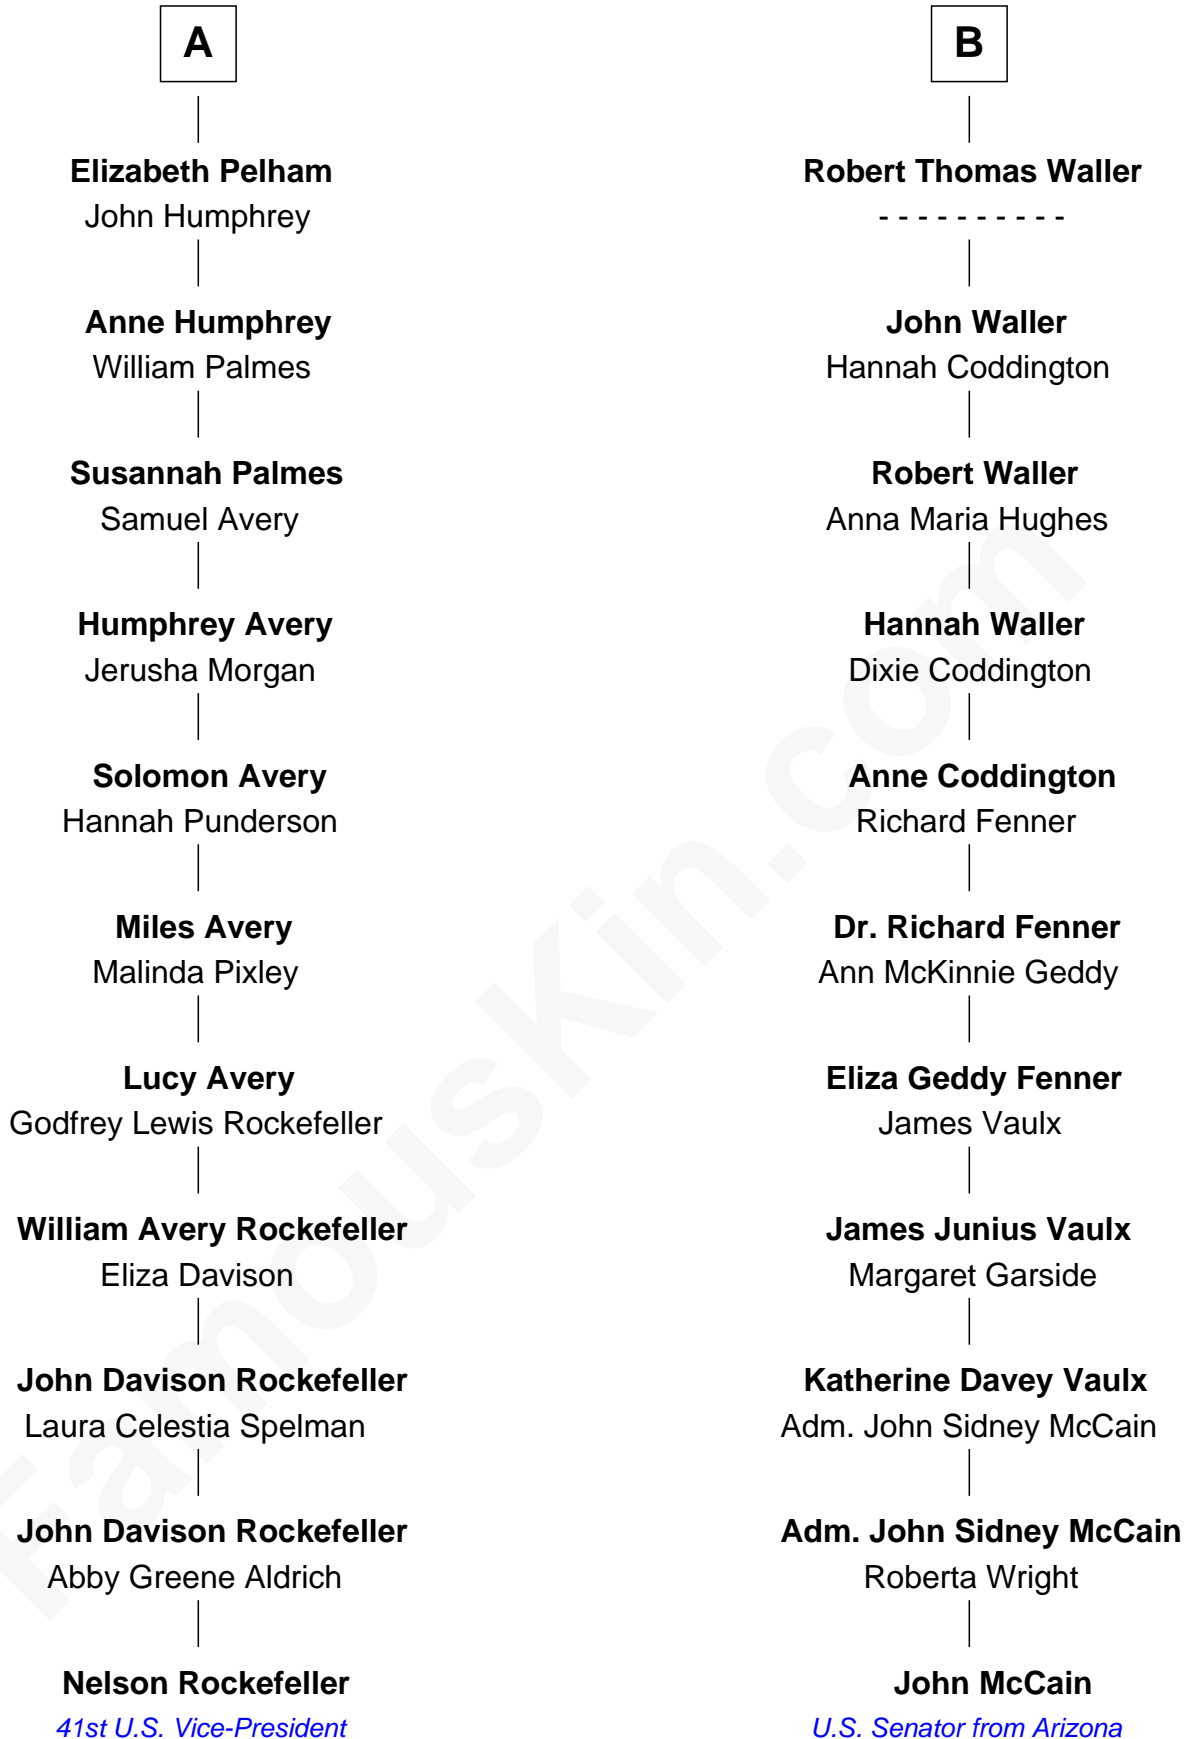 A
Elizabeth Pelham
John Humphrey
Anne Humphrey
William Palmes
Susannah Palmes
Samuel Avery
Humphrey Avery
Jerusha Morgan
Solomon Avery
Hannah Punderson
Miles Avery
Malinda Pixley
Lucy Avery
Godfrey Lewis Rockefeller
William Avery Rockefeller
Eliza Davison
John Davison Rockefeller
Laura Celestia Spelman
John Davison Rockefeller
Abby Greene Aldrich
Nelson Rockefeller
41st U.S. Vice-President
B
Robert Thomas Waller
- - - - - - - - - -
John Waller
Hannah Coddington
Robert Waller
Anna Maria Hughes
Hannah Waller
Dixie Coddington
Anne Coddington
Richard Fenner
Dr. Richard Fenner
Ann McKinnie Geddy
Eliza Geddy Fenner
James Vaulx
James Junius Vaulx
Margaret Garside
Katherine Davey Vaulx
Adm. John Sidney McCain
Adm. John Sidney McCain
Roberta Wright
John McCain
U.S. Senator from Arizona
FamousKin.com